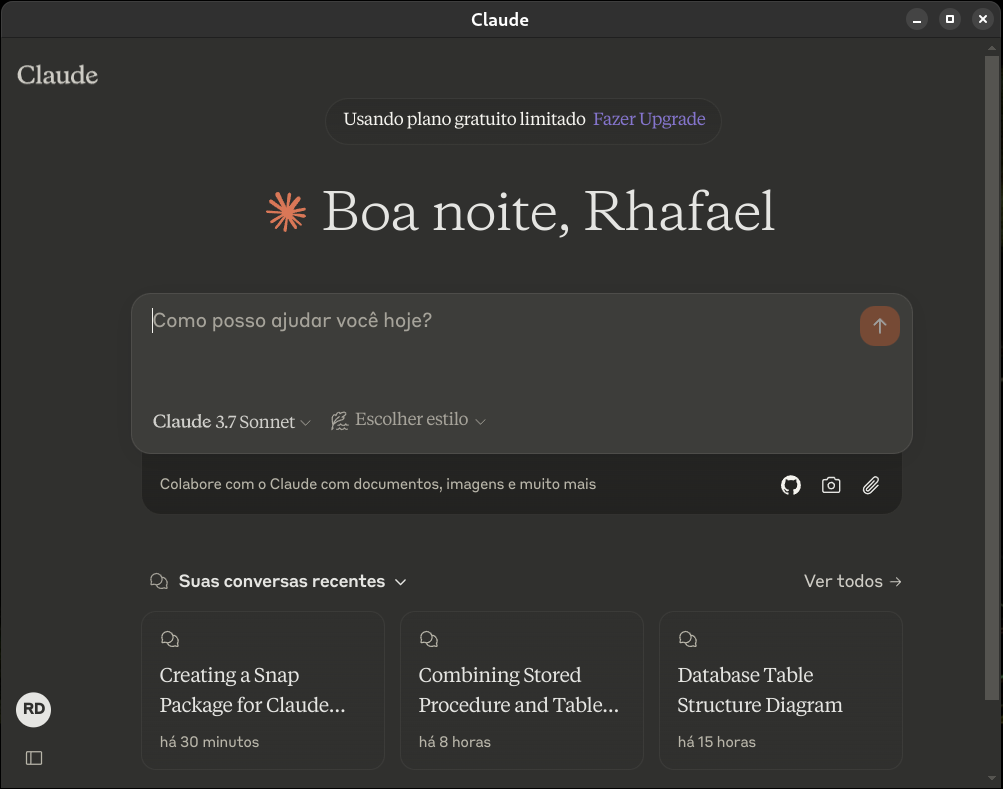 Claude
Claude
Usando plano gratuito limitado Fazer Upgrade
Boa noite, Rhafael
Como posso ajudar você hoje?
Claude 3.7 Sonnet
Escolher estilo
Colabore com o Claude com documentos, imagens e muito mais
Suas conversas recentes
Ver todos →
Creating a Snap
Package for Claude...
há 30 minutos
Combining Stored
Procedure and Table...
há 8 horas
Database Table
Structure Diagram
há 15 horas
RD